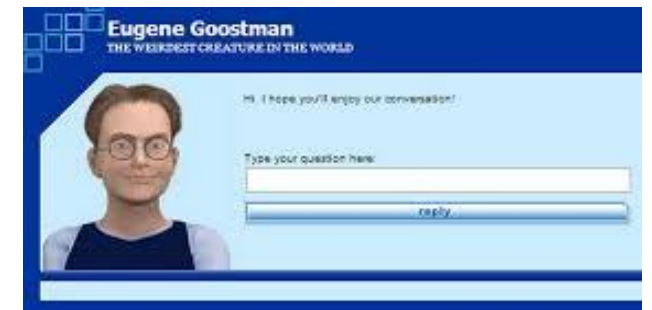 Eugene Goostman
THE WEIRDEST CREATURE IN THE WORLD
Hi. I hope you'll enjoy our conversation!
Type your question here:
reply